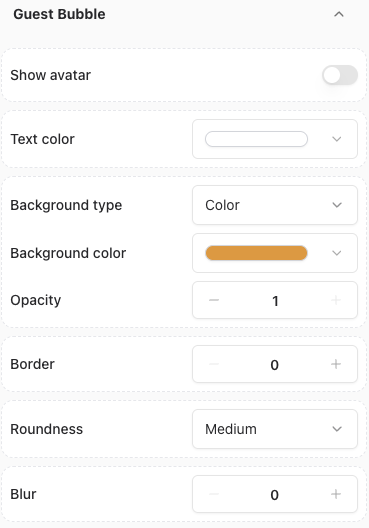 Guest Bubble
Show avatar
Text color
Background type Color
Background color
Opacity 1
Border 0
Roundness Medium
Blur 0